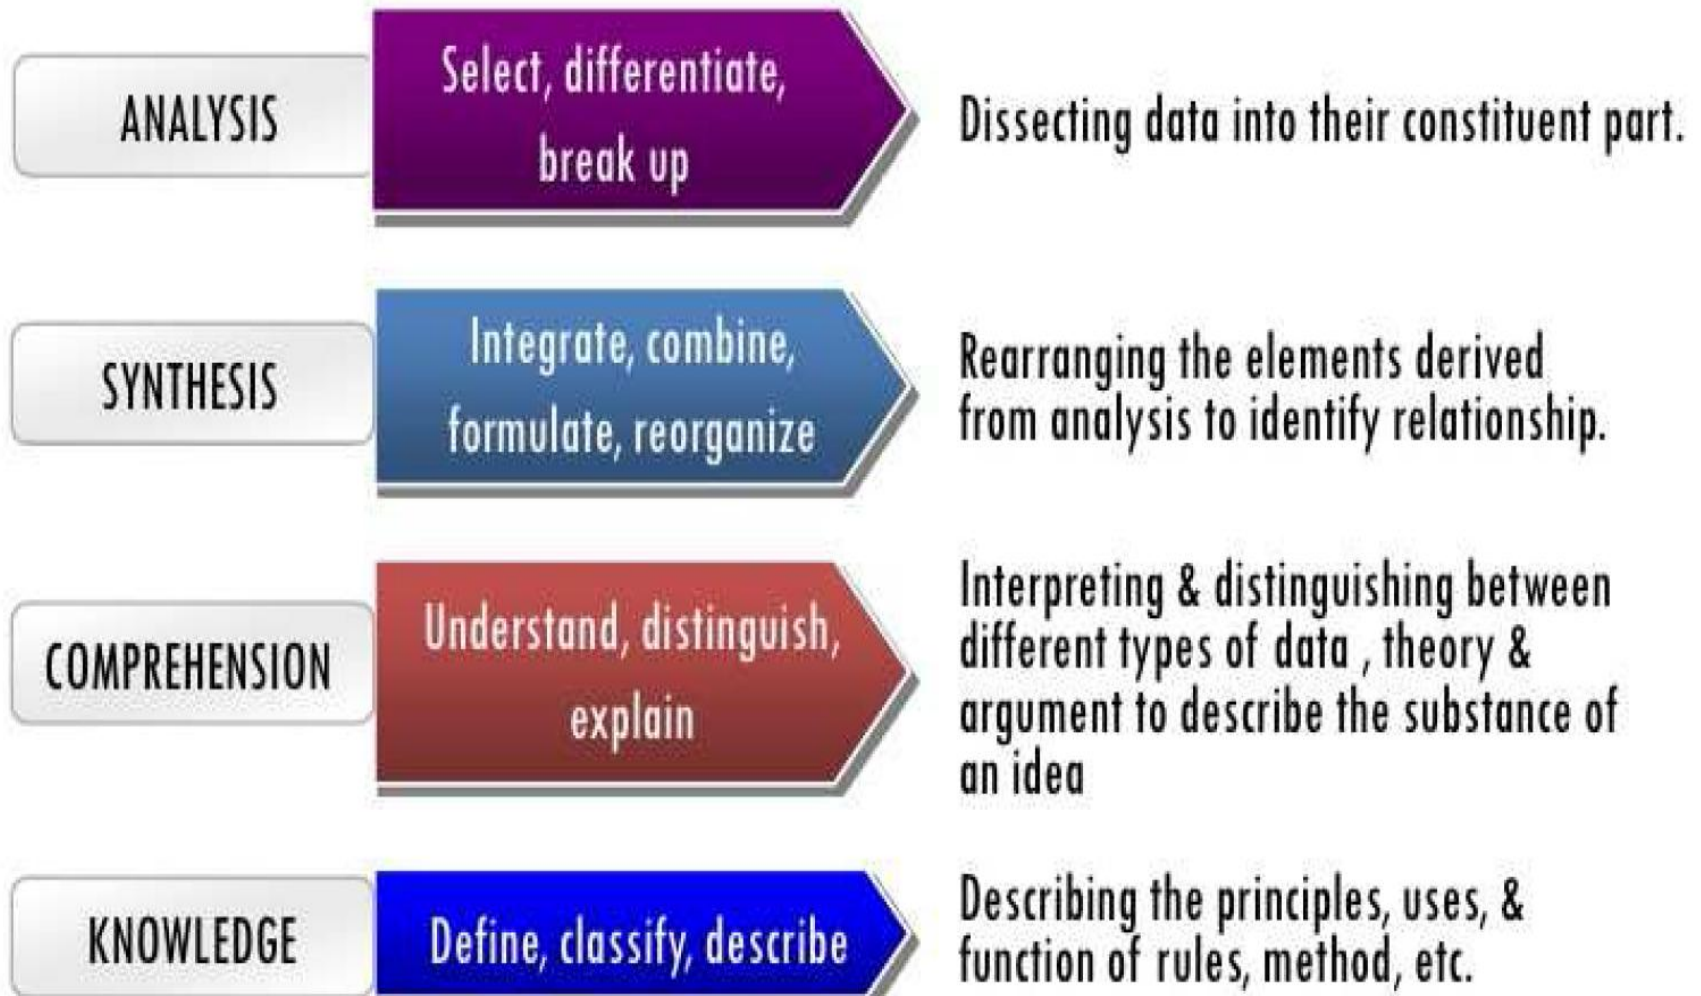 ANALYSIS
Select, differentiate,
break up
Dissecting data into their constituent part.
SYNTHESIS
Integrate, combine,
formulate, reorganize
Rearranging the elements derived
from analysis to identify relationship.
COMPREHENSION
Understand, distinguish,
explain
Interpreting & distinguishing between
different types of data , theory &
argument to describe the substance of
an idea
KNOWLEDGE
Define, classify, describe
Describing the principles, uses, &
function of rules, method, etc.